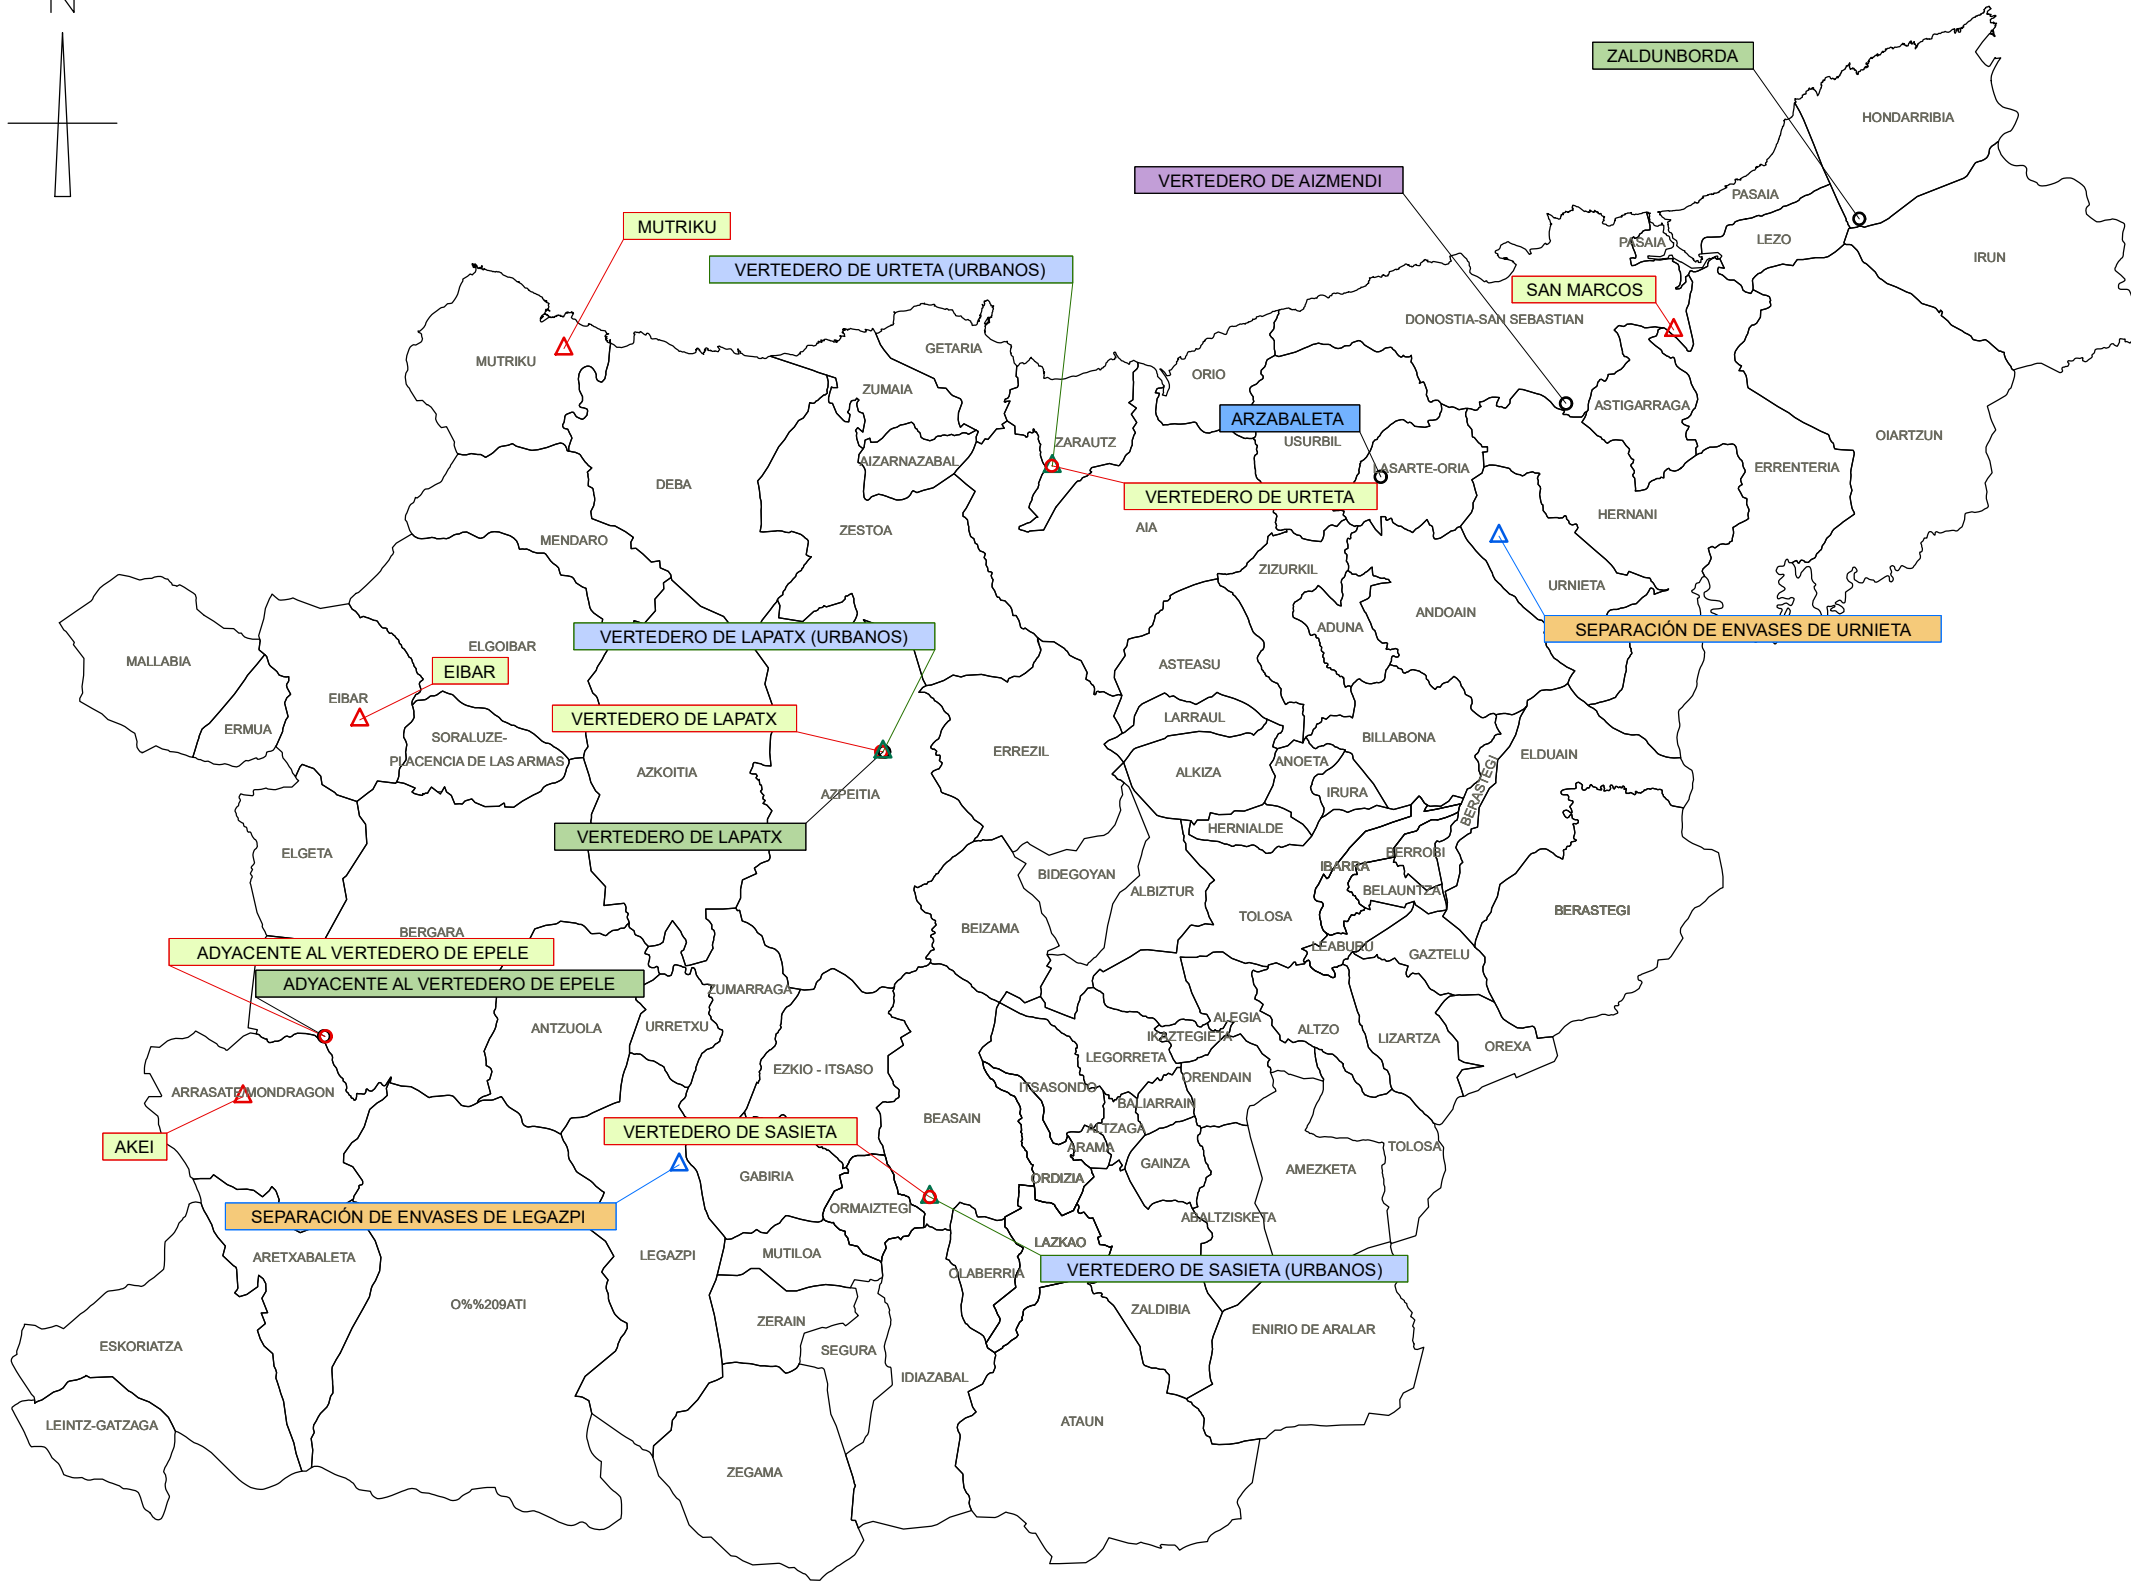 N
ZALDUNBORDA
HONDARRIBIA
VERTEDERO DE AIZMENDI
PASAIA
MUTRIKU
PASAIA
LEZO
IRUN
VERTEDERO DE URTETA (URBANOS)
SAN MARCOS
DONOSTIA-SAN SEBASTIAN
GETARIA
MUTRIKU
ORIO
ZUMAIA
ASTIGARRAGA
ARZABALETA
OIARTZUN
ZARAUTZ
USURBIL
AIZARNAZABAL
LASARTE-ORIA
ERRENTERIA
DEBA
VERTEDERO DE URTETA
HERNANI
AIA
ZESTOA
MENDARO
ZIZURKIL
URNIETA
ANDOAIN
ADUNA
SEPARACIÓN DE ENVASES DE URNIETA
VERTEDERO DE LAPATX (URBANOS)
ELGOIBAR
MALLABIA
ASTEASU
EIBAR
EIBAR
VERTEDERO DE LAPATX
LARRAUL
ERMUA
SORALUZE-
PLACENCIA DE LAS ARMAS
BILLABONA
ERREZIL
ELDUAIN
ANOETA
AZKOITIA
ALKIZA
BERASTEGI
IRURA
AZPEITIA
HERNIALDE
VERTEDERO DE LAPATX
ELGETA
BERROBI
IBARRA
BIDEGOYAN
ALBIZTUR
BELAUNTZA
BERASTEGI
TOLOSA
BEIZAMA
BERGARA
LEABURU
GAZTELU
ADYACENTE AL VERTEDERO DE EPELE
ADYACENTE AL VERTEDERO DE EPELE
ZUMARRAGA
ALEGIA
ANTZUOLA
URRETXU
ALTZO
IKAZTEGIETA
LIZARTZA
OREXA
LEGORRETA
EZKIO - ITSASO
ORENDAIN
ITSASONDO
ARRASATE/MONDRAGON
BALIARRAIN
BEASAIN
ALTZAGA
VERTEDERO DE SASIETA
AKEI
ARAMA
TOLOSA
GAINZA
AMEZKETA
GABIRIA
ORDIZIA
ORMAIZTEGI
SEPARACIÓN DE ENVASES DE LEGAZPI
ABALTZISKETA
LAZKAO
MUTILOA
LEGAZPI
ARETXABALETA
VERTEDERO DE SASIETA (URBANOS)
OLABERRIA
O%%209ATI
ZALDIBIA
ZERAIN
ENIRIO DE ARALAR
ESKORIATZA
SEGURA
IDIAZABAL
LEINTZ-GATZAGA
ATAUN
ZEGAMA